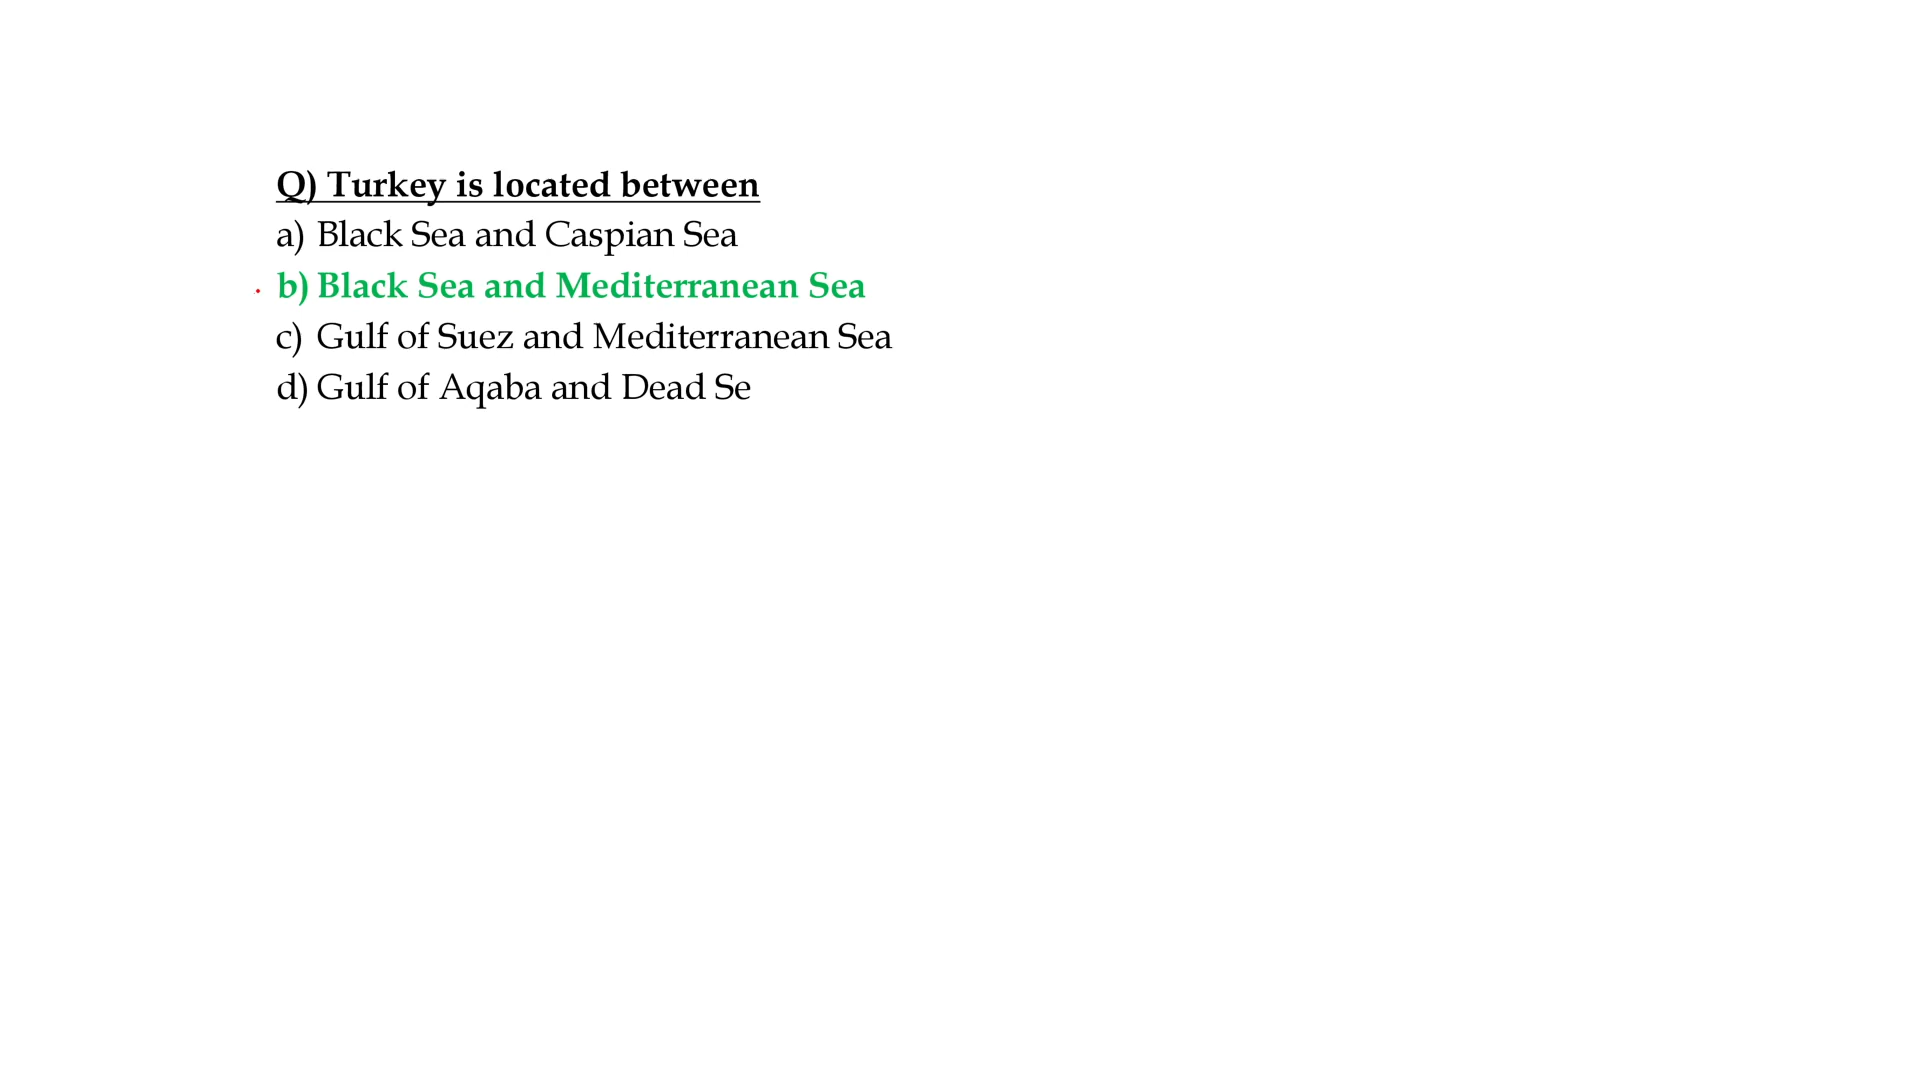 Q) Turkey is located between
a) Black Sea and Caspian Sea
b) Black Sea and Mediterranean Sea
c) Gulf of Suez and Mediterranean Sea
d) Gulf of Aqaba and Dead Se